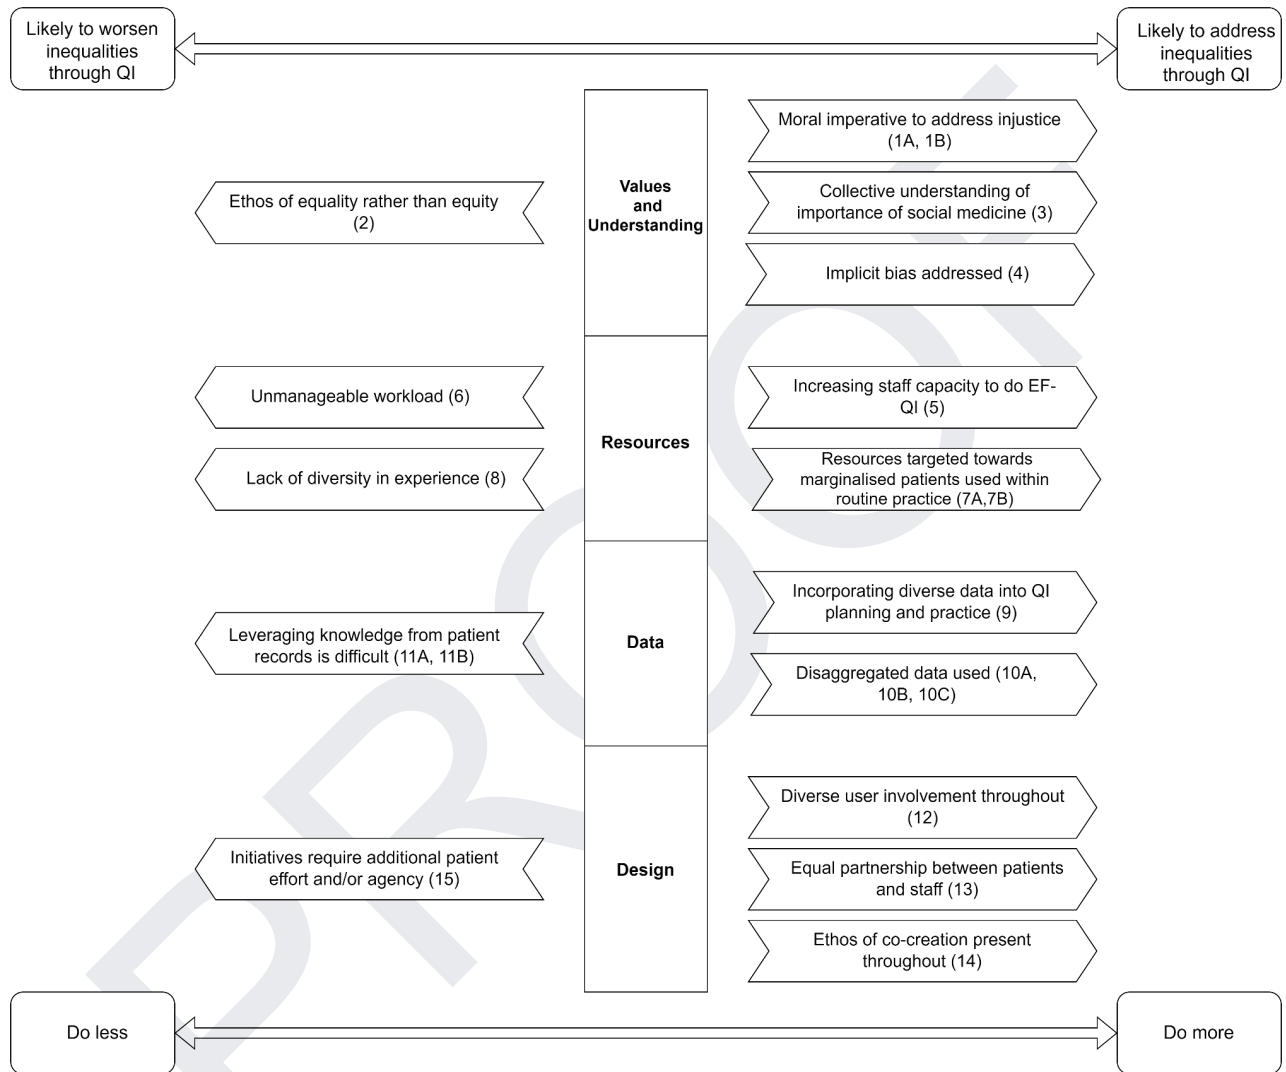 Likely to worsen
inequalities
through QI
Likely to address
inequalities
through QI
Values
and
Understanding
Ethos of equality rather than equity
(2)
Moral imperative to address injustice
(1A, 1B)
Collective understanding of
importance of social medicine (3)
Implicit bias addressed (4)
Resources
Unmanageable workload (6)
Lack of diversity in experience (8)
Increasing staff capacity to do EF-
QI (5)
Resources targeted towards
marginalised patients used within
routine practice (7A,7B)
Data
Leveraging knowledge from patient
records is difficult (11A, 11B)
Incorporating diverse data into QI
planning and practice (9)
Disaggregated data used (10A,
10B, 10C)
Design
Initiatives require additional patient
effort and/or agency (15)
Diverse user involvement throughout
(12)
Equal partnership between patients
and staff (13)
Ethos of co-creation present
throughout (14)
Do less
Do more
PROOF